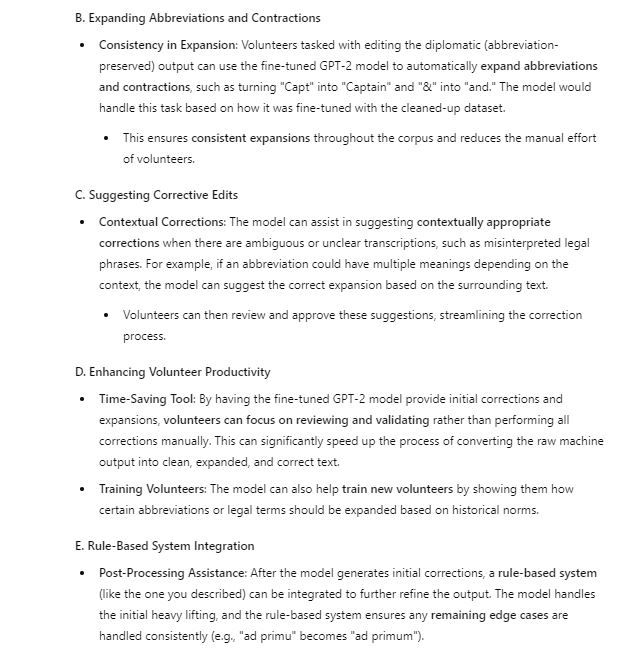 B. Expanding Abbreviations and Contractions
• Consistency in Expansion: Volunteers tasked with editing the diplomatic (abbreviation-
preserved) output can use the fine-tuned GPT-2 model to automatically expand abbreviations
and contractions, such as turning "Capt" into "Captain" and "&" into "and." The model would
handle this task based on how it was fine-tuned with the cleaned-up dataset.
• This ensures consistent expansions throughout the corpus and reduces the manual effort
of volunteers.
C. Suggesting Corrective Edits
• Contextual Corrections: The model can assist in suggesting contextually appropriate
corrections when there are ambiguous or unclear transcriptions, such as misinterpreted legal
phrases. For example, if an abbreviation could have multiple meanings depending on the
context, the model can suggest the correct expansion based on the surrounding text.
• Volunteers can then review and approve these suggestions, streamlining the correction
process.
D. Enhancing Volunteer Productivity
• Time-Saving Tool: By having the fine-tuned GPT-2 model provide initial corrections and
expansions, volunteers can focus on reviewing and validating rather than performing all
corrections manually. This can significantly speed up the process of converting the raw machine
output into clean, expanded, and correct text.
• Training Volunteers: The model can also help train new volunteers by showing them how
certain abbreviations or legal terms should be expanded based on historical norms.
E. Rule-Based System Integration
• Post-Processing Assistance: After the model generates initial corrections, a rule-based system
(like the one you described) can be integrated to further refine the output. The model handles
the initial heavy lifting, and the rule-based system ensures any remaining edge cases are
handled consistently (e.g., "ad primu" becomes "ad primum").